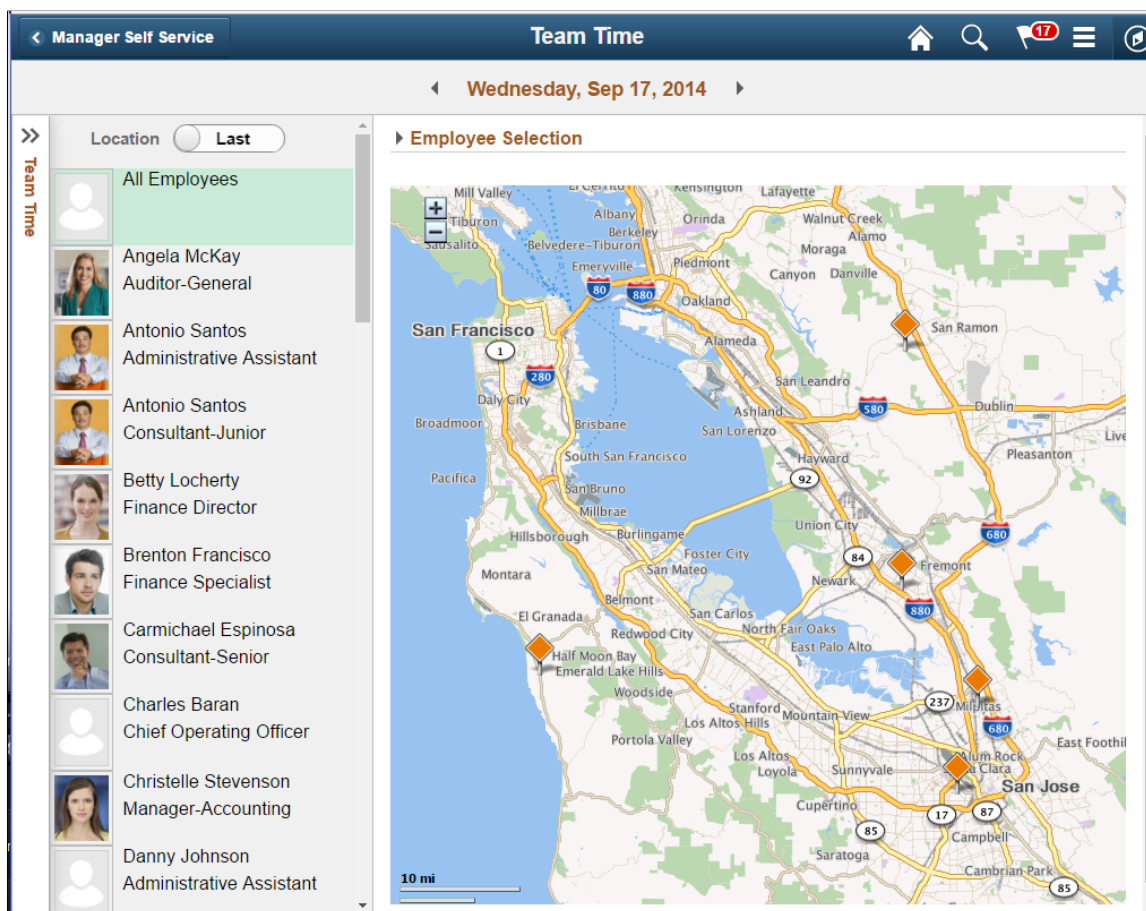 Manager Self Service
Team Time
17
Wednesday, Sep 17, 2014
Team Time
Location
Last
All Employees
Angela McKay
Auditor-General
Antonio Santos
Administrative Assistant
Antonio Santos
Consultant-Junior
Betty Locherty
Finance Director
Brenton Francisco
Finance Specialist
Carmichael Espinosa
Consultant-Senior
Charles Baran
Chief Operating Officer
Christelle Stevenson
Manager-Accounting
Danny Johnson
Administrative Assistant
Employee Selection
+
−
Mill Valley
El Cerrito
Kensington
Lafayette
Tiburon
Albany
Orinda
Walnut Creek
Berkeley
Alamo
Sausalito
Belvedere-Tiburon
Moraga
Emeryville
Piedmont
Canyon
Danville
80
880
Oakland
San Francisco
San Ramon
1
Alameda
280
San Leandro
Daly City
580
Dublin
Ashland
Broadmoor
Brisbane
San Lorenzo
Live
Pleasanton
South San Francisco
Hayward
Pacifica
92
San Bruno
Millbrae
Union City
Hillsborough
Burlingame
680
Foster City
84
Montara
San Mateo
Newark
Fremont
Belmont
880
El Granada
San Carlos
Redwood City
North Fair Oaks
East Palo Alto
Half Moon Bay
Emerald Lake Hills
Woodside
Stanford
Mountain View
237
Milpitas
Los Altos Hills
680
Portola Valley
East Foothil
Los Altos
Alum Rock
Loyola
Sunnyvale
San Jose
Cupertino
17
87
85
Campbell
Saratoga
Cambrian Park
85
10 mi